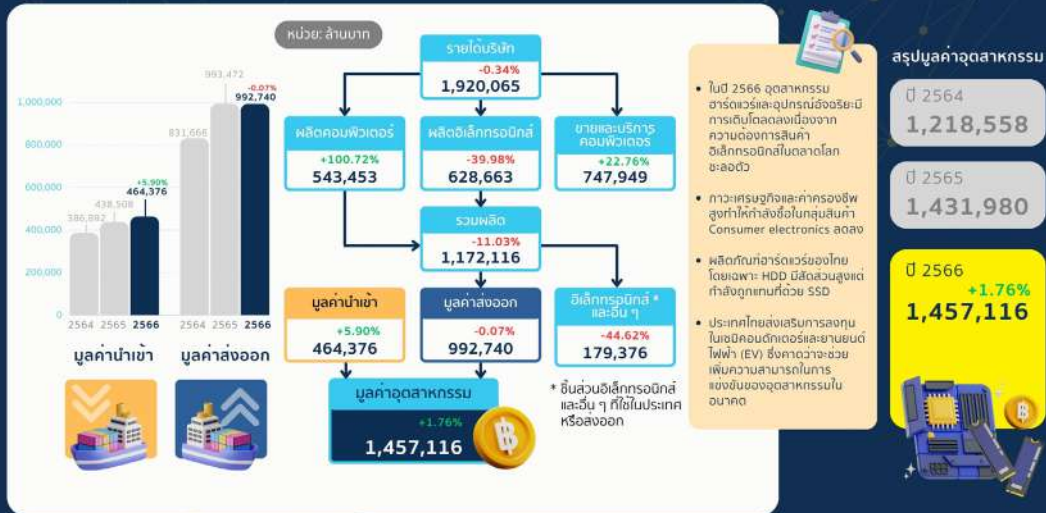 หน่วย: ล้านบาท
1,000,000
800,000
600,000
400,000
200,000
0
386,882
438,508
+5.90%
464,376
2564 2565 2566
มูลค่านำเข้า
831,666
993,472
-0.07%
992,740
2564 2565 2566
มูลค่าส่งออก
รายได้บริษัท
-0.34%
1,920,065
ผลิตคอมพิวเตอร์
+100.72%
543,453
ผลิตอิเล็กทรอนิกส์
-39.98%
628,663
ขายและบริการ
คอมพิวเตอร์
+22.76%
747,949
รวมผลิต
-11.03%
1,172,116
มูลค่านำเข้า
+5.90%
464,376
มูลค่าส่งออก
-0.07%
992,740
อิเล็กทรอนิกส์ *
และอื่น ๆ
-44.62%
179,376
มูลค่าอุตสาหกรรม
+1.76%
1,457,116
* ชิ้นส่วนอิเล็กทรอนิกส์
และอื่น ๆ ที่ใช้ในประเทศ
หรือส่งออก
• ในปี 2566 อุตสาหกรรม
ฮาร์ดแวร์และอุปกรณ์อัจฉริยะมี
การเติบโตลดลงเนื่องจาก
ความต้องการสินค้า
อิเล็กทรอนิกส์ในตลาดโลก
ชะลอตัว
• ภาวะเศรษฐกิจและค่าครองชีพ
สูงทำให้กำลังซื้อในกลุ่มสินค้า
Consumer electronics ลดลง
• ผลิตภัณฑ์ฮาร์ดแวร์ของไทย
โดยเฉพาะ HDD มีสัดส่วนสูงแต่
กำลังถูกแทนที่ด้วย SSD
• ประเทศไทยส่งเสริมการลงทุน
ในเซมิคอนดักเตอร์และยานยนต์
ไฟฟ้า (EV) ซึ่งคาดว่าจะช่วย
เพิ่มความสามารถในการ
แข่งขันของอุตสาหกรรมใน
อนาคต
สรุปมูลค่าอุตสาหกรรม
ปี 2564
1,218,558
ปี 2565
1,431,980
ปี 2566
+1.76%
1,457,116